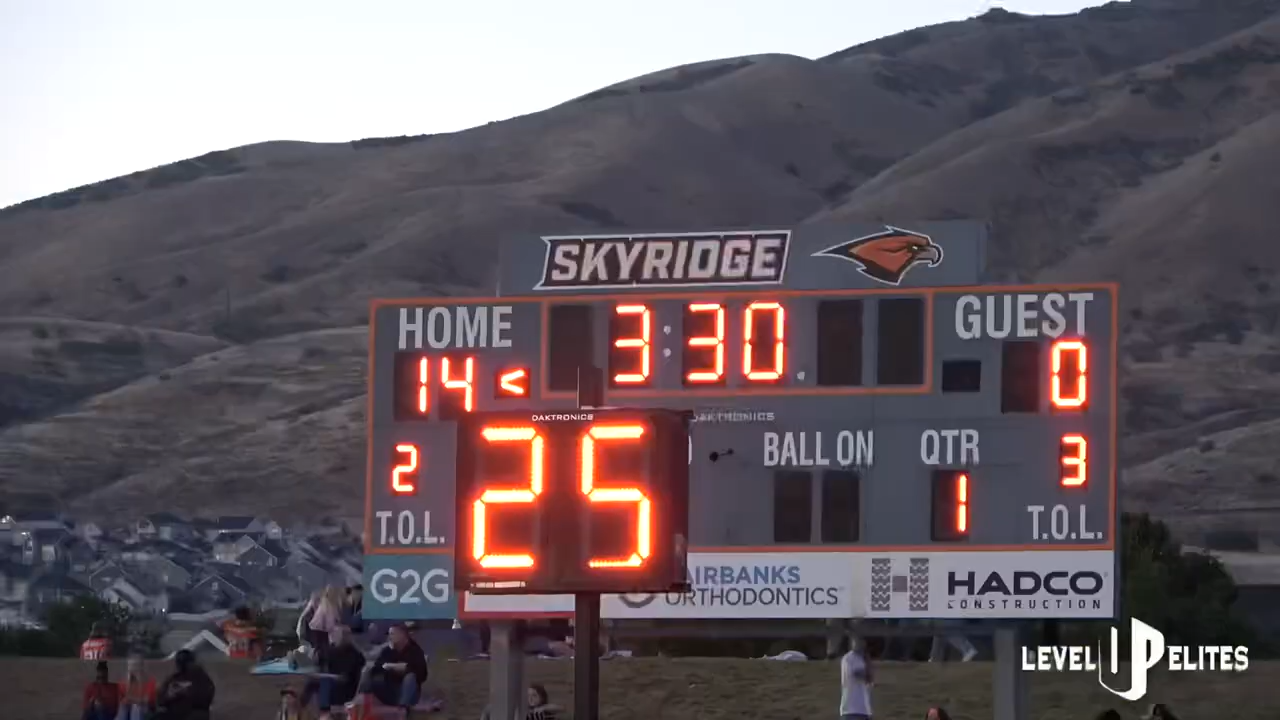 SKYRIDGE
HOME 3:30. GUEST
14 < 0
DAKTRONICS DAKTRONICS
25
BALL ON QTR
2 1 3
T.O.L. T.O.L.
G2G AIRBANKS ORTHODONTICS H HADCO CONSTRUCTION
LEVEL UP ELITES